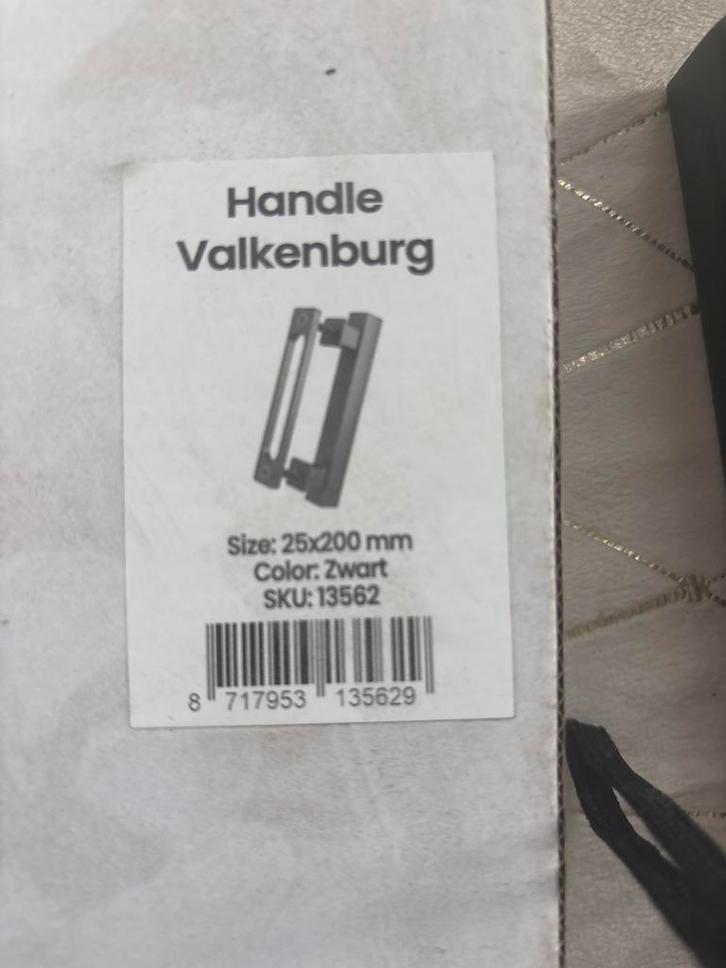 Handle
Valkenburg
Size: 25x200 mm
Color: Zwart
SKU: 13562
8 717953 135629